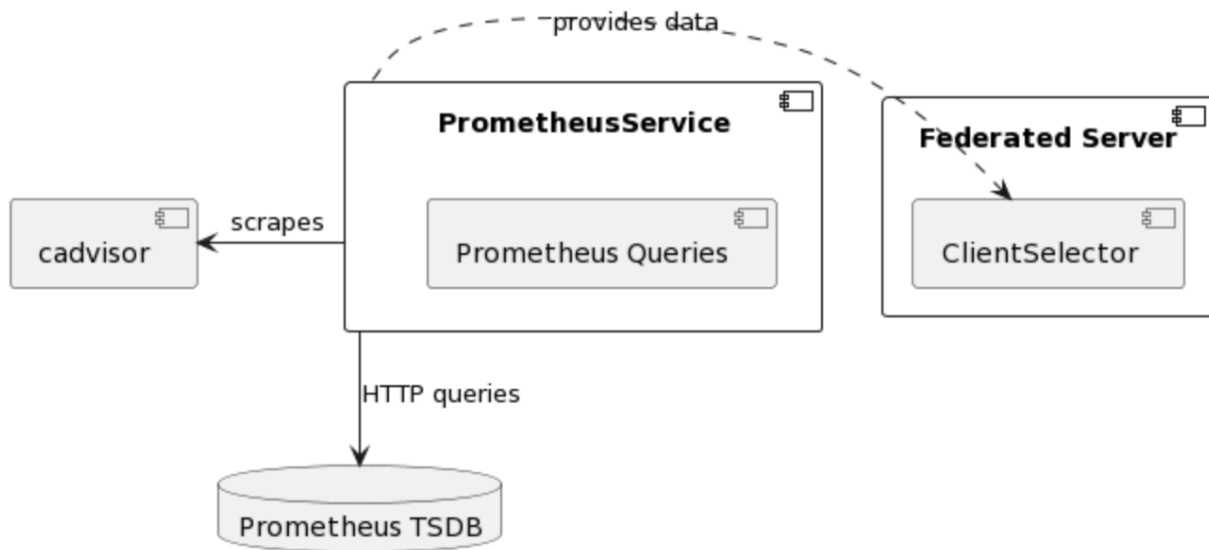 provides data
PrometheusService
Federated Server
scrapes
cadvisor
Prometheus Queries
ClientSelector
HTTP queries
Prometheus TSDB